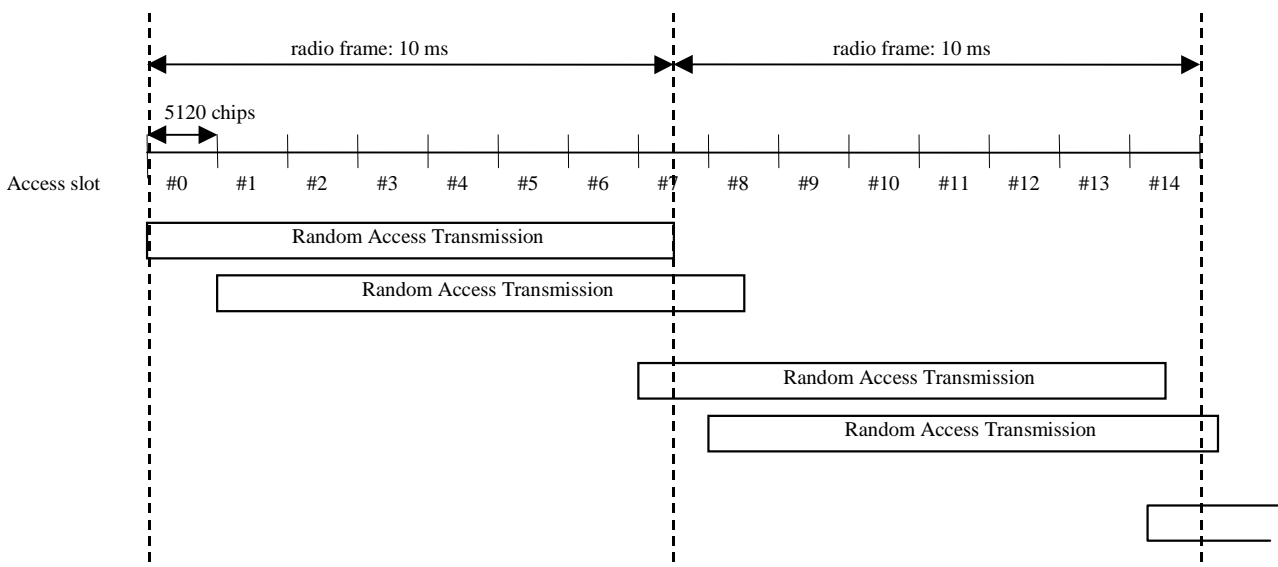 radio frame: 10 ms radio frame: 10 ms
5120 chips
Access slot #0 #1 #2 #3 #4 #5 #6 #7 #8 #9 #10 #11 #12 #13 #14
Random Access Transmission
Random Access Transmission
Random Access Transmission
Random Access Transmission